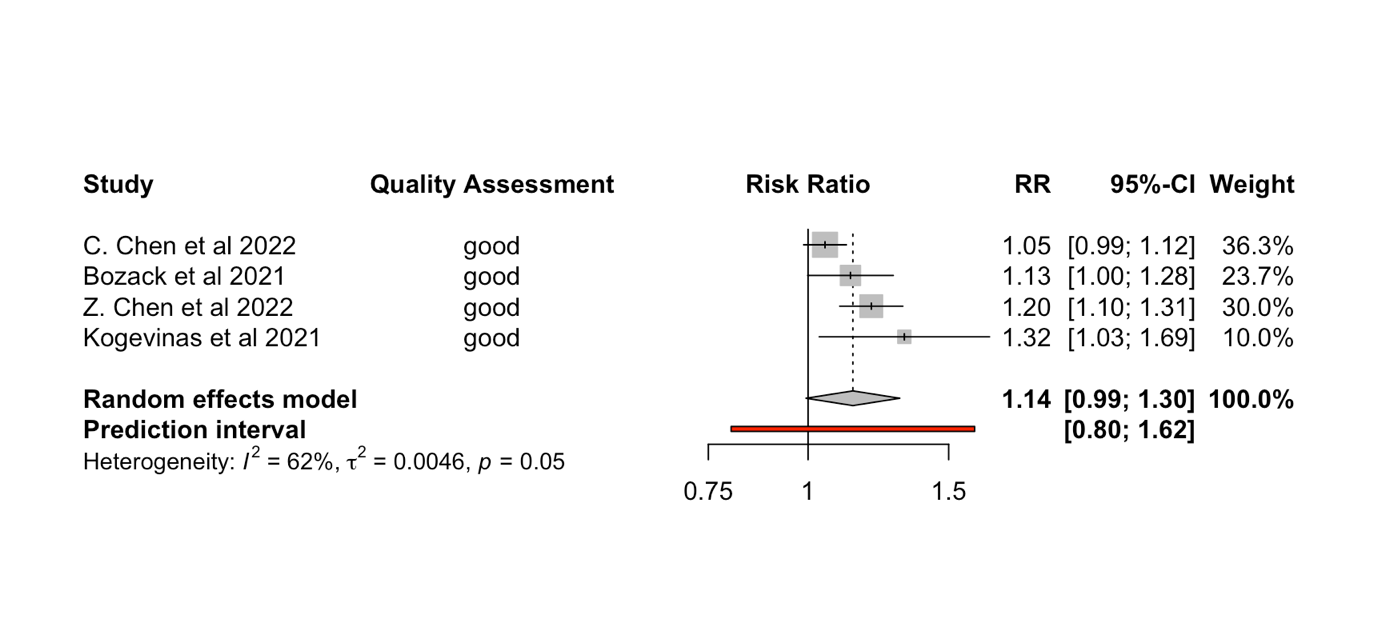 Study Quality Assessment Risk Ratio RR 95%-CI Weight
C. Chen et al 2022 good 1.05 [0.99; 1.12] 36.3%
Bozack et al 2021 good 1.13 [1.00; 1.28] 23.7%
Z. Chen et al 2022 good 1.20 [1.10; 1.31] 30.0%
Kogevinas et al 2021 good 1.32 [1.03; 1.69] 10.0%
Random effects model 1.14 [0.99; 1.30] 100.0%
Prediction interval [0.80; 1.62]
Heterogeneity: I² = 62%, τ² = 0.0046, p = 0.05
0.75 1 1.5